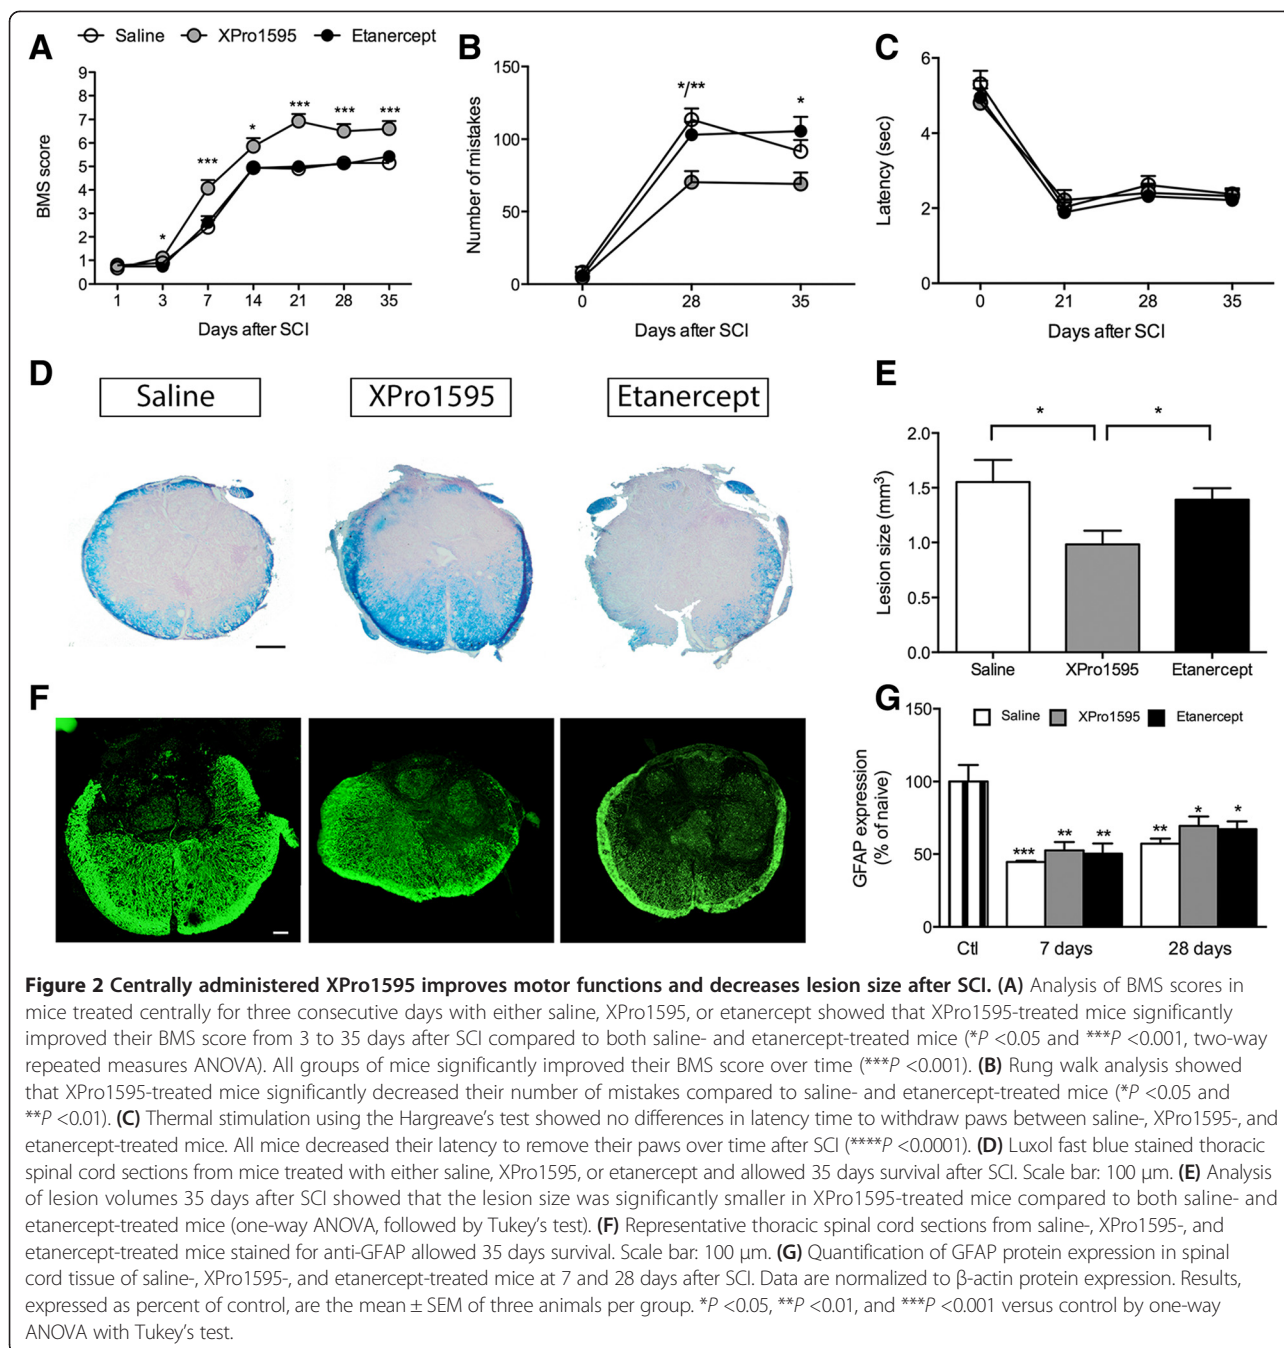 A
Saline XPro1595 Etanercept
BMS score
9
8
7
6
5
4
3
2
1
0
* *** * *** *** ***
1 3 7 14 21 28 35
Days after SCI
B
Number of mistakes
150
100
50
0
*/** *
0 28 35
Days after SCI
C
Latency (sec)
6
4
2
0
0 21 28 35
Days after SCI
D
Saline XPro1595 Etanercept
E
Lesion size (mm³)
2.0
1.5
1.0
0.5
0.0
* *
Saline XPro1595 Etanercept
F
G
GFAP expression
(% of naive)
150
100
50
0
Saline XPro1595 Etanercept
*** ** ** ** * *
Ctl 7 days 28 days
Figure 2 Centrally administered XPro1595 improves motor functions and decreases lesion size after SCI. (A) Analysis of BMS scores in
mice treated centrally for three consecutive days with either saline, XPro1595, or etanercept showed that XPro1595-treated mice significantly
improved their BMS score from 3 to 35 days after SCI compared to both saline- and etanercept-treated mice (*P <0.05 and ***P <0.001, two-way
repeated measures ANOVA). All groups of mice significantly improved their BMS score over time (***P <0.001). (B) Rung walk analysis showed
that XPro1595-treated mice significantly decreased their number of mistakes compared to saline- and etanercept-treated mice (*P <0.05 and
**P <0.01). (C) Thermal stimulation using the Hargreave's test showed no differences in latency time to withdraw paws between saline-, XPro1595-, and
etanercept-treated mice. All mice decreased their latency to remove their paws over time after SCI (****P <0.0001). (D) Luxol fast blue stained thoracic
spinal cord sections from mice treated with either saline, XPro1595, or etanercept and allowed 35 days survival after SCI. Scale bar: 100 μm. (E) Analysis
of lesion volumes 35 days after SCI showed that the lesion size was significantly smaller in XPro1595-treated mice compared to both saline- and
etanercept-treated mice (one-way ANOVA, followed by Tukey's test). (F) Representative thoracic spinal cord sections from saline-, XPro1595-, and
etanercept-treated mice stained for anti-GFAP allowed 35 days survival. Scale bar: 100 μm. (G) Quantification of GFAP protein expression in spinal
cord tissue of saline-, XPro1595-, and etanercept-treated mice at 7 and 28 days after SCI. Data are normalized to β-actin protein expression. Results,
expressed as percent of control, are the mean ± SEM of three animals per group. *P <0.05, **P <0.01, and ***P <0.001 versus control by one-way
ANOVA with Tukey's test.